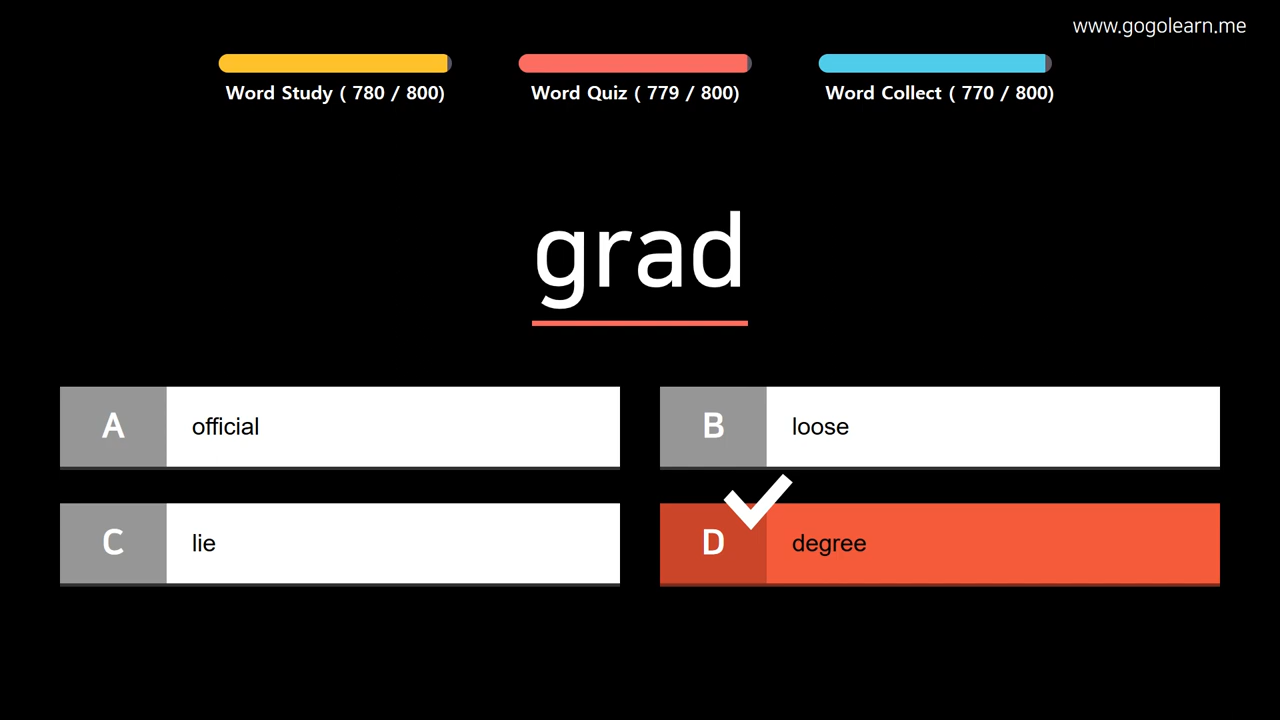 www.gogolearn.me
Word Study ( 780 / 800)
Word Quiz ( 779 / 800)
Word Collect ( 770 / 800)
grad
A official
B loose
C lie
D degree